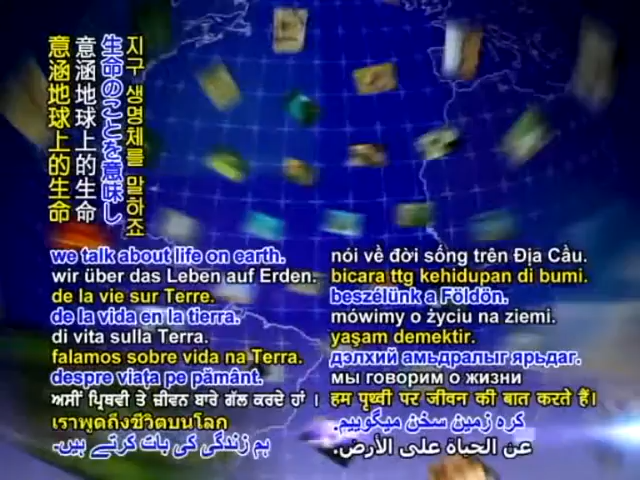 意涵地球上的生命
意涵地球上的生命
生命のことを意味し
지구 생명체를 말하죠
we talk about life on earth.
wir über das Leben auf Erden.
de la vie sur Terre.
de la vida en la tierra.
di vita sulla Terra.
falamos sobre vida na Terra.
despre viaţa pe pământ.
ਅਸੀਂ ਪ੍ਰਿਥਵੀ ਤੇ ਜ਼ੀਵਨ ਬਾਰੇ ਗੱਲ ਕਰਦੇ ਹਾਂ ।
เราพูดถึงชีวิตบนโลก
ہم زندگی کی بات کرتے ہیں.
nói về đời sống trên Địa Cầu.
bicara ttg kehidupan di bumi.
beszélünk a Földön.
mówimy o życiu na ziemi.
yaşam demektir.
дэлхий амьдралыг ярьдаг.
мы говорим о жизни
हम पृथ्वी पर जीवन की बात करते हैं।
کره زمین سخن میگوییم.
عن الحياة على الأرض.